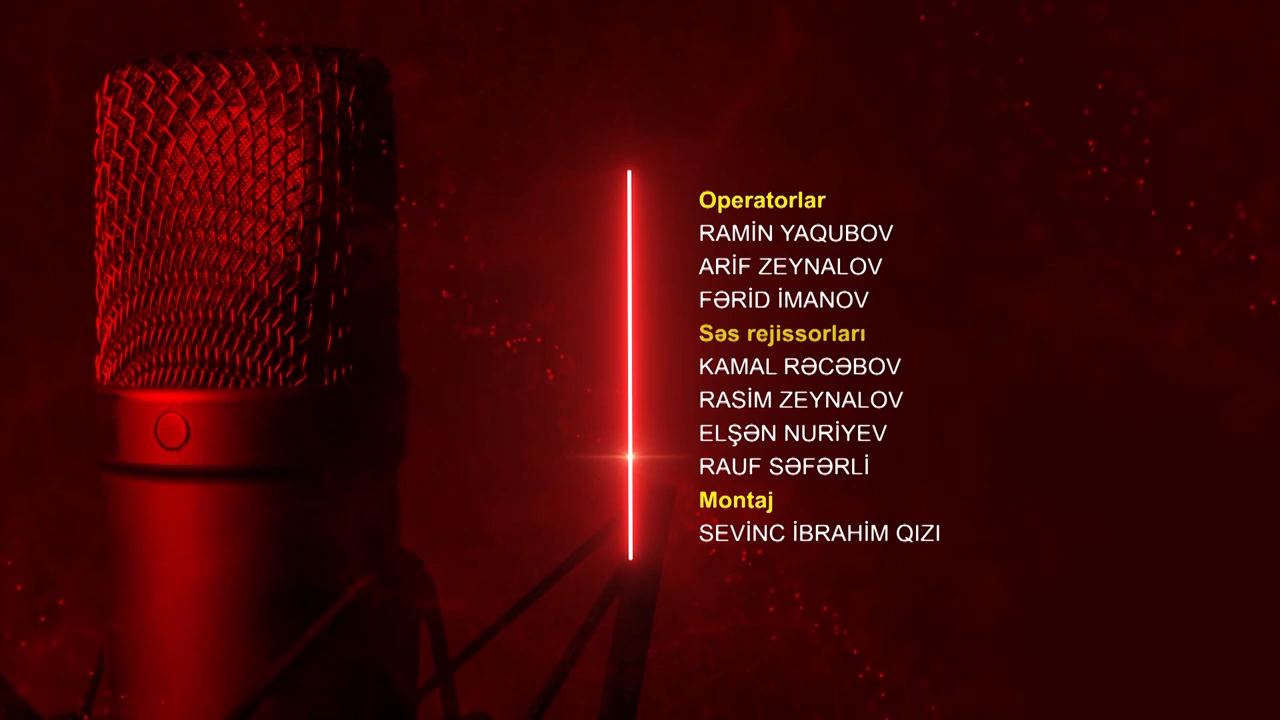 Operatorlar
RAMİN YAQUBOV
ARİF ZEYNALOV
FƏRİD İMANOV
Səs rejissorları
KAMAL RƏCƏBOV
RASİM ZEYNALOV
ELŞƏN NURİYEV
RAUF SƏFƏRLİ
Montaj
SEVİNC İBRAHİM QIZI